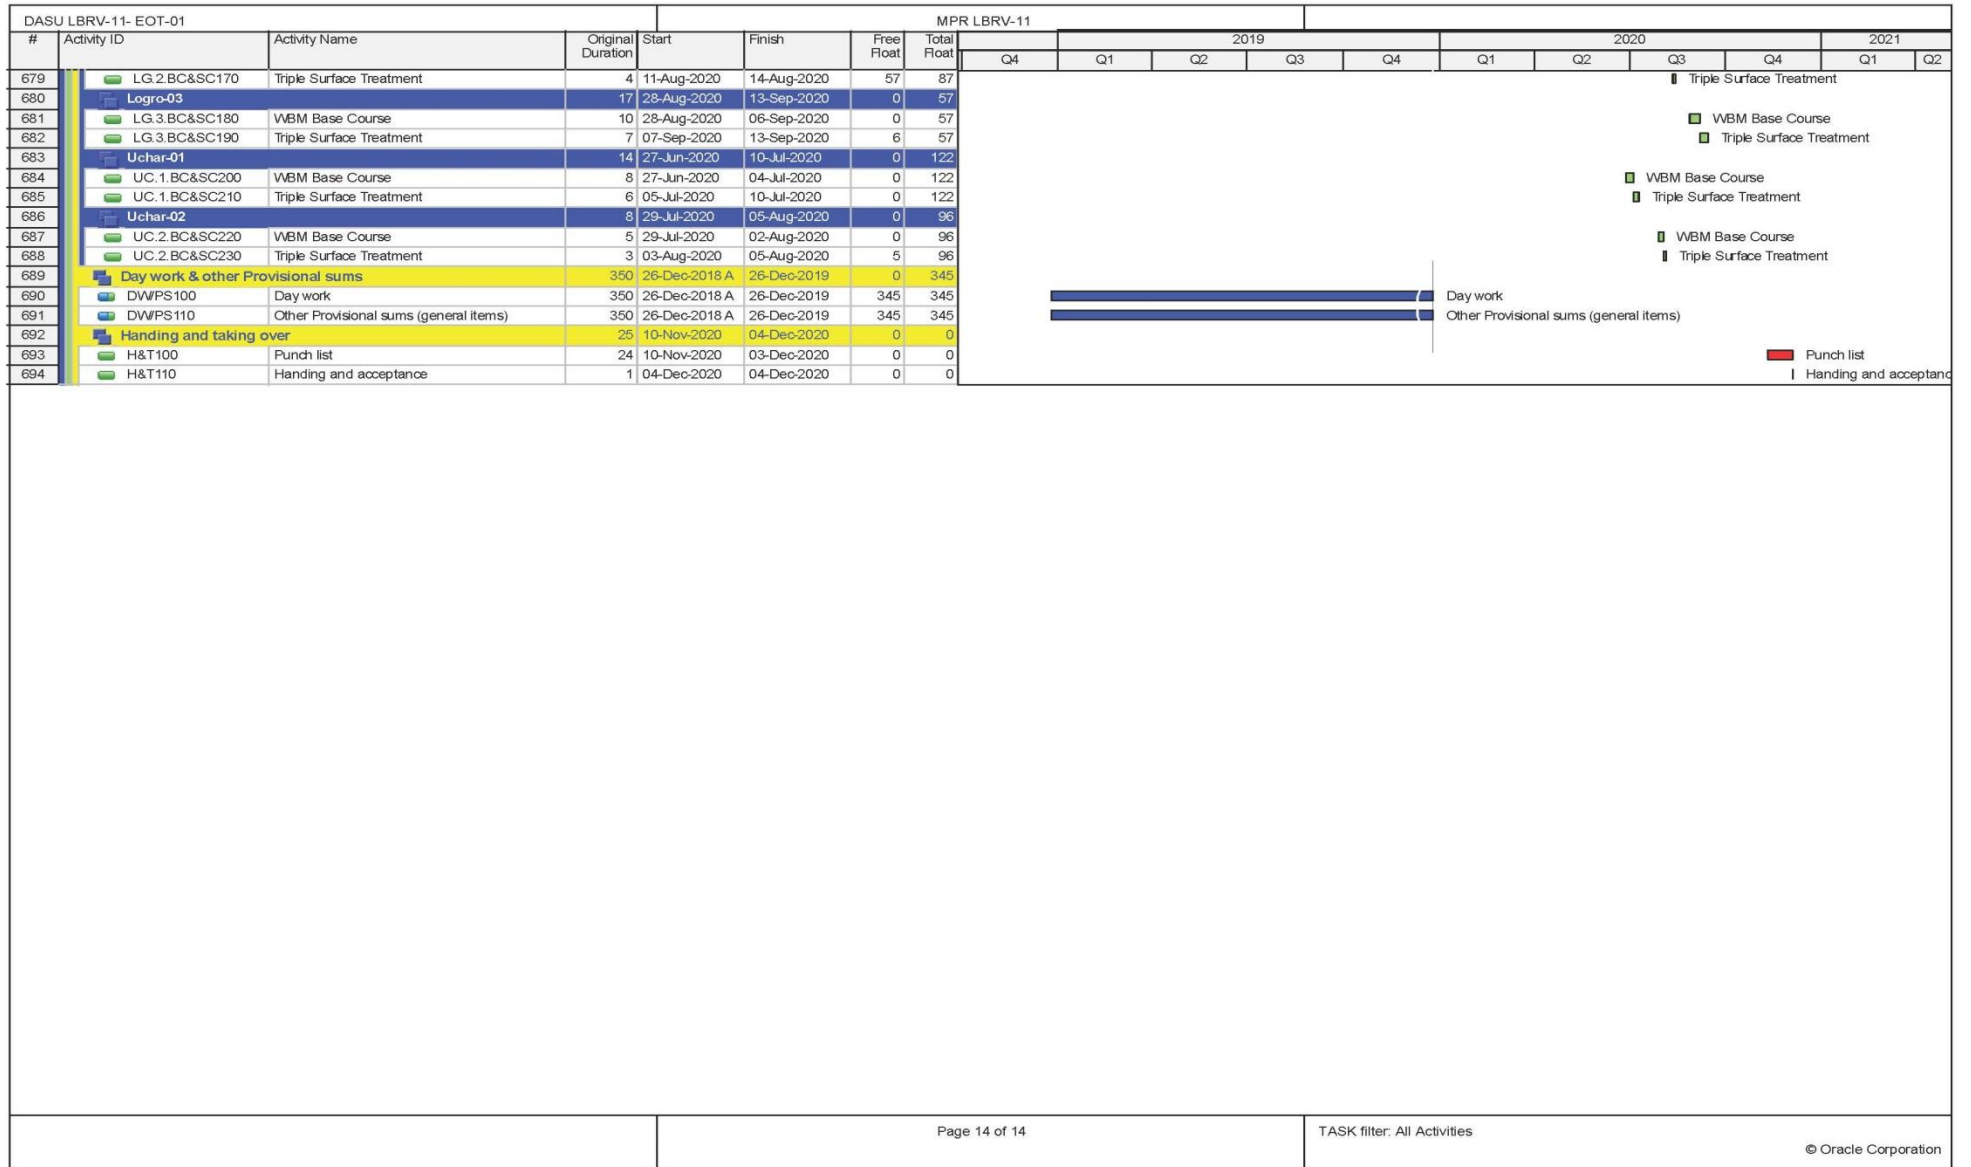 DASU LBRV-11- EOT-01 MPR LBRV-11
# Activity ID Activity Name Original Duration Start Finish Free Float Total Float 2019 2020 2021
Q4 Q1 Q2 Q3 Q4 Q1 Q2 Q3 Q4 Q1 Q2
679 LG.2.BC&SC170 Triple Surface Treatment 4 11-Aug-2020 14-Aug-2020 57 87 Triple Surface Treatment
680 Logro-03 17 28-Aug-2020 13-Sep-2020 0 57
681 LG.3.BC&SC180 WBM Base Course 10 28-Aug-2020 06-Sep-2020 0 57 WBM Base Course
682 LG.3.BC&SC190 Triple Surface Treatment 7 07-Sep-2020 13-Sep-2020 6 57 Triple Surface Treatment
683 Uchar-01 14 27-Jun-2020 10-Jul-2020 0 122
684 UC.1.BC&SC200 WBM Base Course 8 27-Jun-2020 04-Jul-2020 0 122 WBM Base Course
685 UC.1.BC&SC210 Triple Surface Treatment 6 05-Jul-2020 10-Jul-2020 0 122 Triple Surface Treatment
686 Uchar-02 8 29-Jul-2020 05-Aug-2020 0 96
687 UC.2.BC&SC220 WBM Base Course 5 29-Jul-2020 02-Aug-2020 0 96 WBM Base Course
688 UC.2.BC&SC230 Triple Surface Treatment 3 03-Aug-2020 05-Aug-2020 5 96 Triple Surface Treatment
689 Day work & other Provisional sums 350 26-Dec-2018 A 26-Dec-2019 0 345
690 DW/PS100 Day work 350 26-Dec-2018 A 26-Dec-2019 345 345 Day work
691 DW/PS110 Other Provisional sums (general items) 350 26-Dec-2018 A 26-Dec-2019 345 345 Other Provisional sums (general items)
692 Handing and taking over 25 10-Nov-2020 04-Dec-2020 0 0
693 H&T100 Punch list 24 10-Nov-2020 03-Dec-2020 0 0 Punch list
694 H&T110 Handing and acceptance 1 04-Dec-2020 04-Dec-2020 0 0 Handing and acceptanc
Page 14 of 14 TASK filter: All Activities
© Oracle Corporation